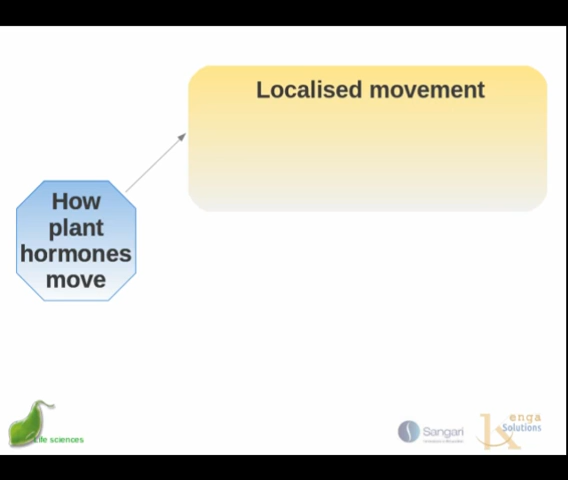 Localised movement
How
plant
hormones
move
Life sciences
Sangari
enga
Solutions